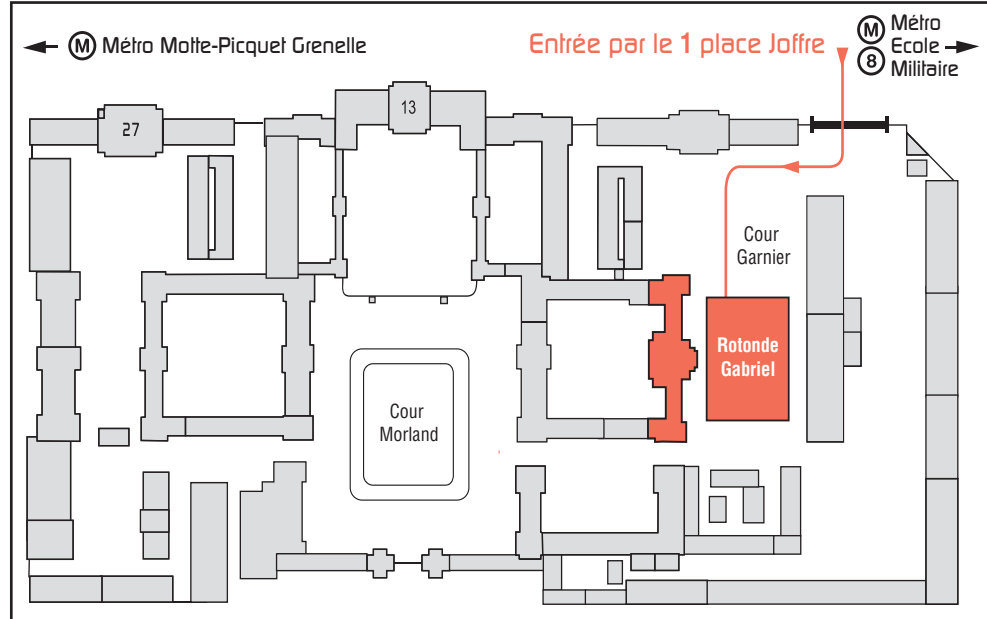 M Métro Motte-Picquet Grenelle
Entrée par le 1 place Joffre
M Métro
Ecole
8 Militaire
27
13
Cour
Garnier
Rotonde
Gabriel
Cour
Morland